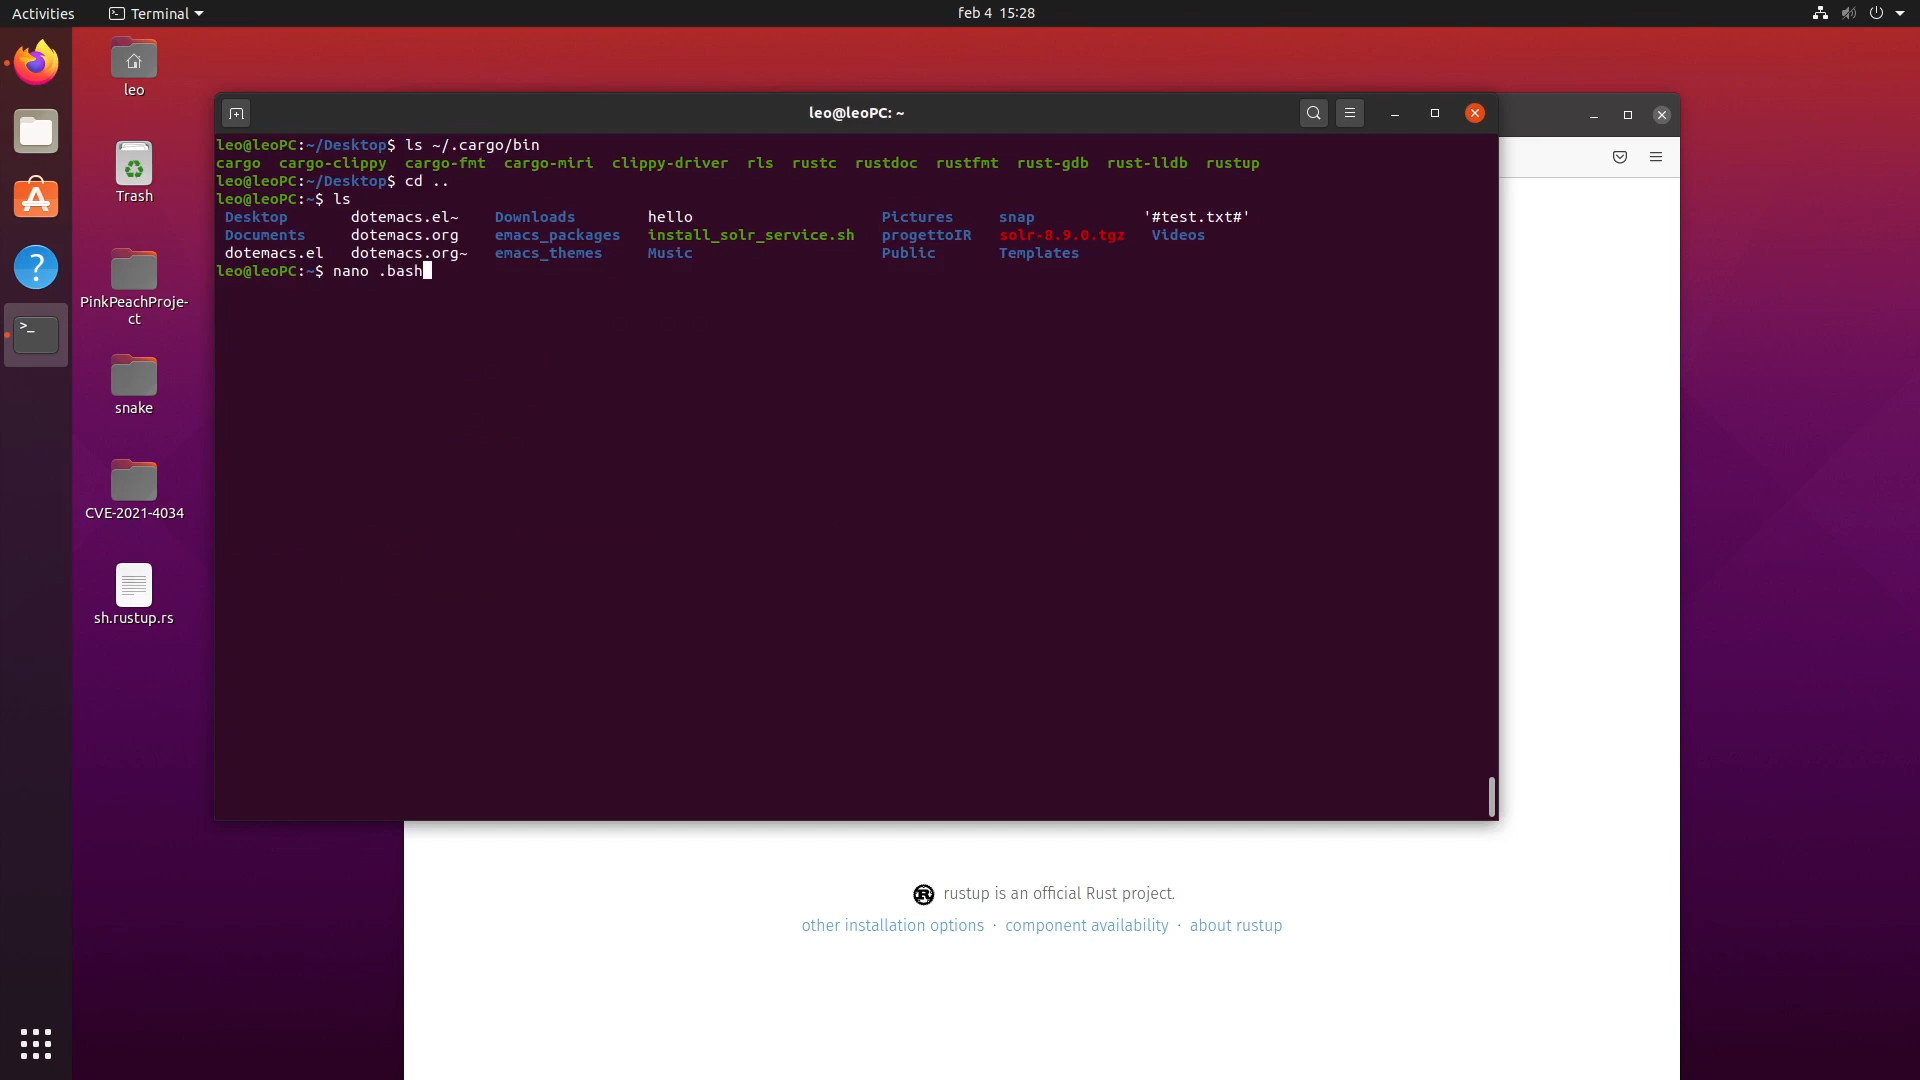 Activities
Terminal
feb 4 15:28
leo
Trash
PinkPeachProje-
ct
snake
CVE-2021-4034
sh.rustup.rs
leo@leoPC: ~
leo@leoPC:~/Desktop$ ls ~/.cargo/bin
cargo cargo-clippy cargo-fmt cargo-miri clippy-driver rls rustc rustdoc rustfmt rust-gdb rust-lldb rustup
leo@leoPC:~/Desktop$ cd ..
leo@leoPC:~$ ls
Desktop dotemacs.el~ Downloads hello Pictures snap '#test.txt#'
Documents dotemacs.org emacs_packages install_solr_service.sh progettoIR solr-8.9.0.tgz Videos
dotemacs.el dotemacs.org~ emacs_themes Music Public Templates
leo@leoPC:~$ nano .bash
rustup is an official Rust project.
other installation options · component availability · about rustup